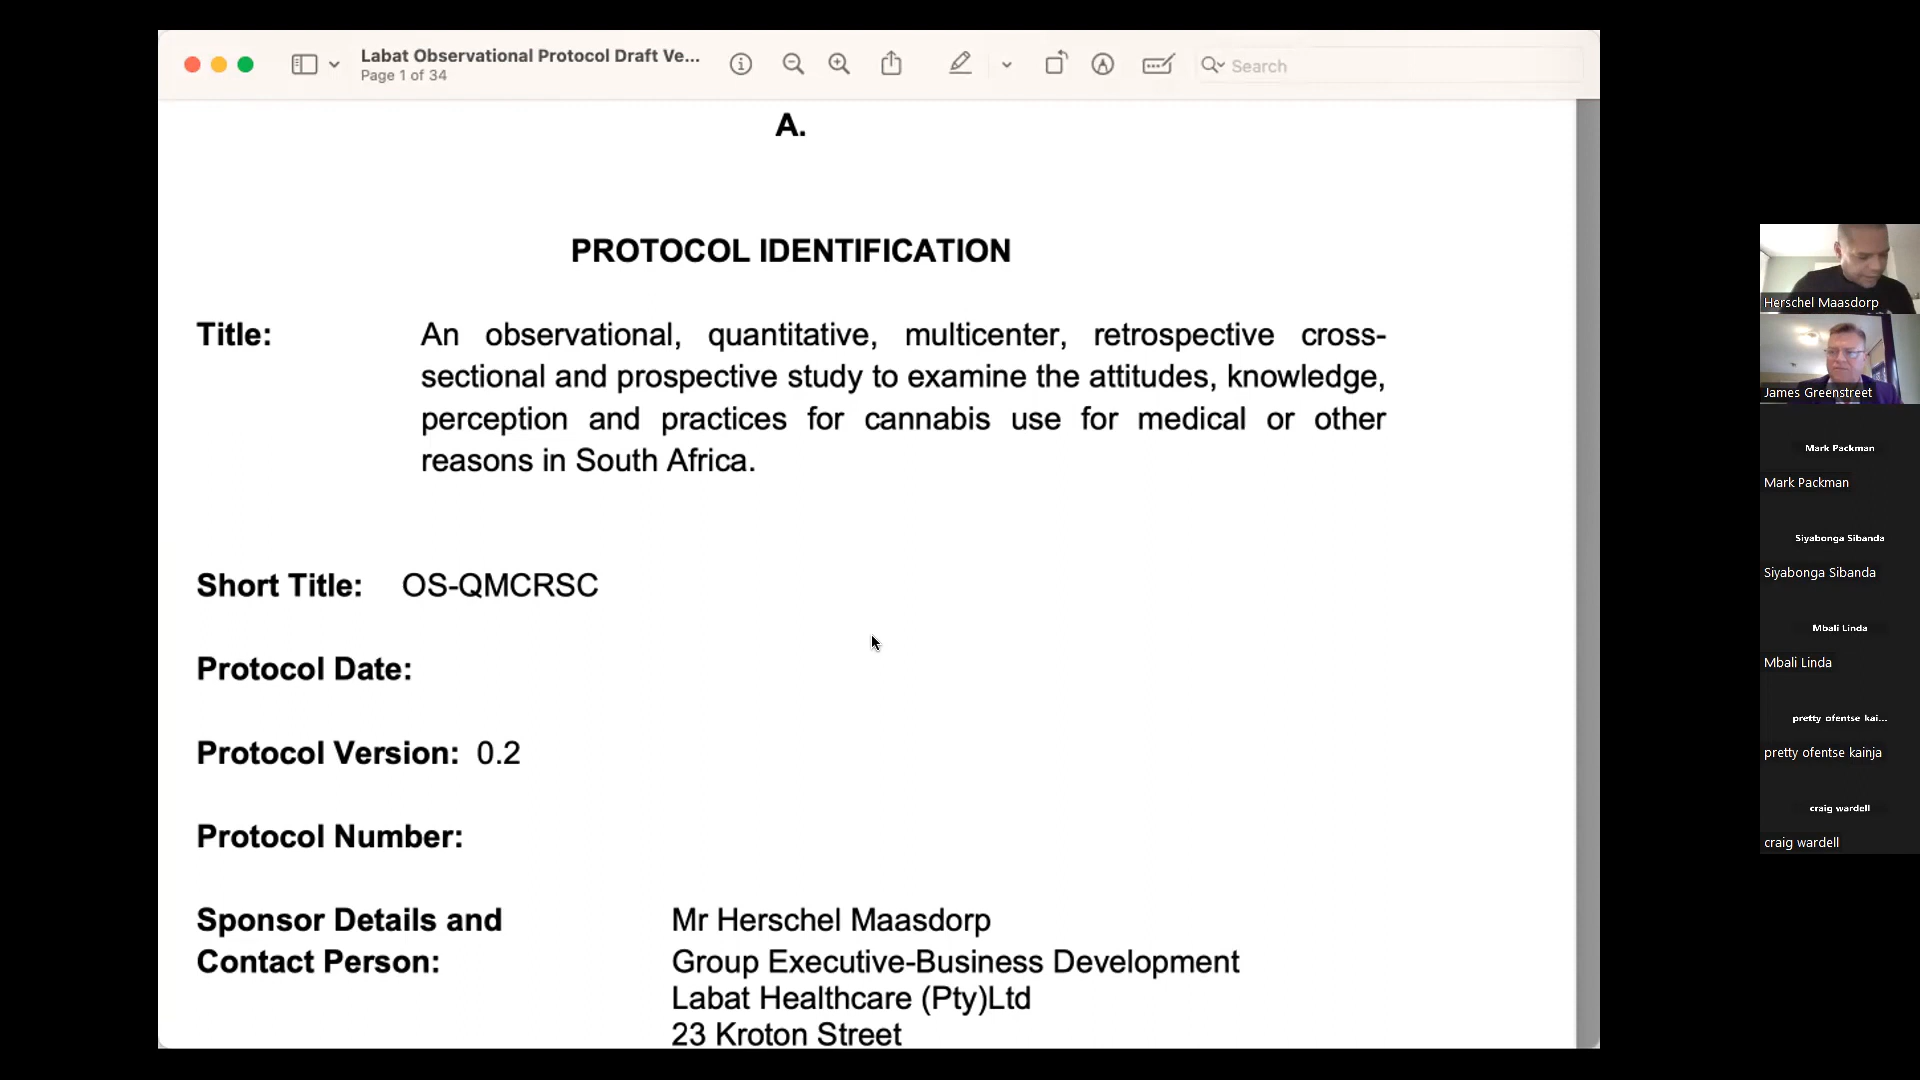 Labat Observational Protocol Draft Ve...
Page 1 of 34
Search
A.
PROTOCOL IDENTIFICATION
Title: An observational, quantitative, multicenter, retrospective cross-
sectional and prospective study to examine the attitudes, knowledge,
perception and practices for cannabis use for medical or other
reasons in South Africa.
Short Title: OS-QMCRSC
Protocol Date:
Protocol Version: 0.2
Protocol Number:
Sponsor Details and Mr Herschel Maasdorp
Contact Person: Group Executive-Business Development
Labat Healthcare (Pty)Ltd
23 Kroton Street
Herschel Maasdorp
James Greenstreet
Mark Packman
Mark Packman
Siyabonga Sibanda
Siyabonga Sibanda
Mbali Linda
Mbali Linda
pretty ofentse kai...
pretty ofentse kainja
craig wardell
craig wardell